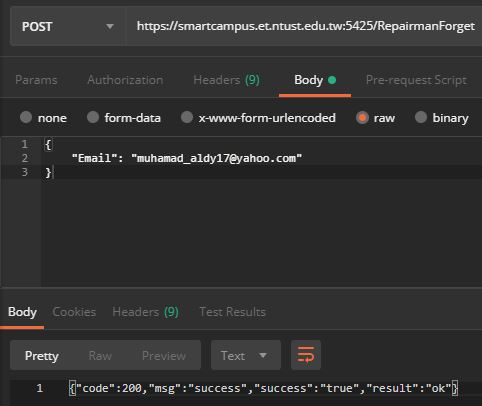 POST https://smartcampus.et.ntust.edu.tw:5425/RepairmanForget
Params Authorization Headers (9) Body Pre-request Script
none form-data x-www-form-urlencoded raw binary
1 {
2 "Email": "muhamad_aldy17@yahoo.com"
3 }
Body Cookies Headers (9) Test Results
Pretty Raw Preview Text
1 {"code":200,"msg":"success","success":"true","result":"ok"}